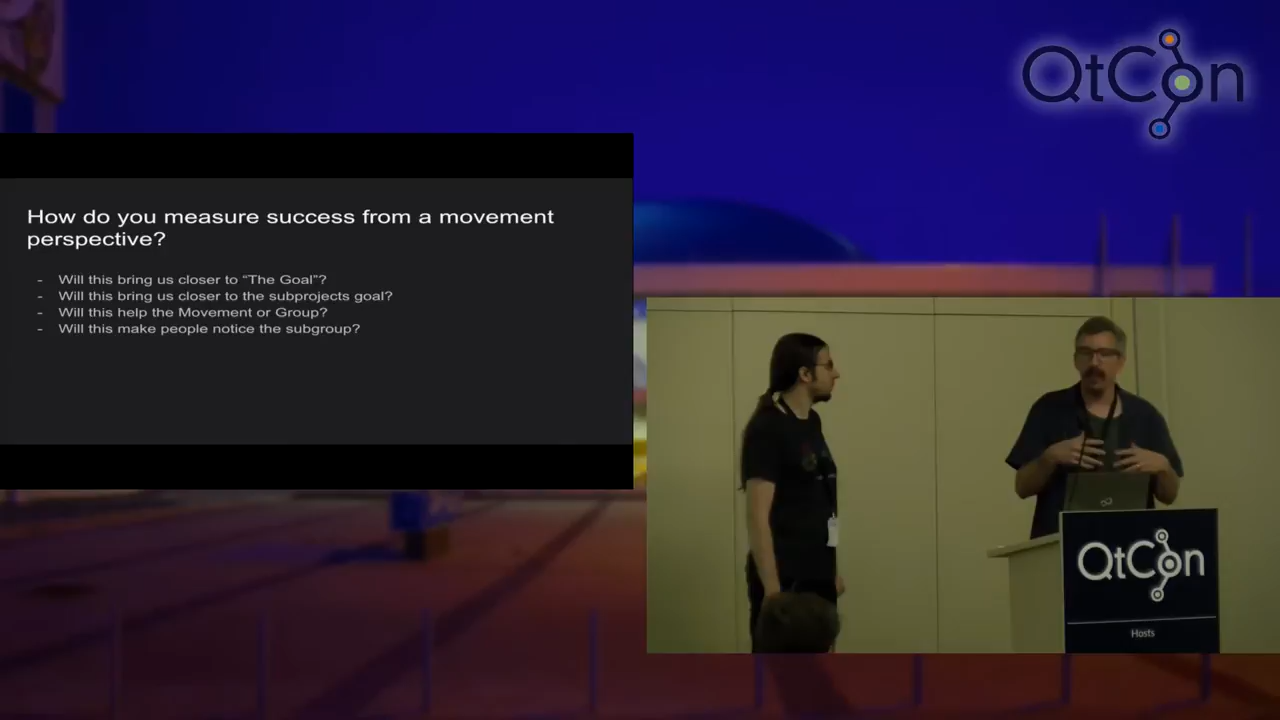 QtCon
How do you measure success from a movement
perspective?
- Will this bring us closer to “The Goal”?
- Will this bring us closer to the subprojects goal?
- Will this help the Movement or Group?
- Will this make people notice the subgroup?
QtCon
Hosts